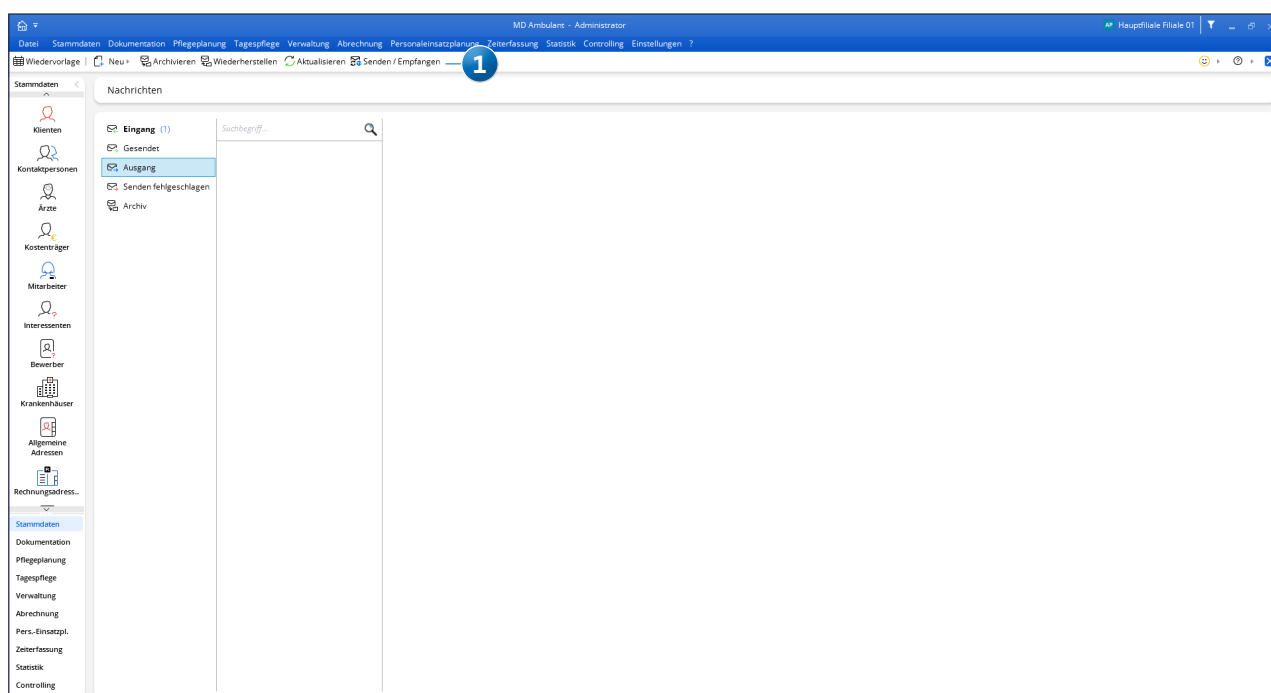 MD Ambulant - Administrator
AP Hauptfiliale Filiale 01
Datei Stammdaten Dokumentation Pflegeplanung Tagespflege Verwaltung Abrechnung Personaleinsatzplanung Zeiterfassung Statistik Controlling Einstellungen ?
Wiedervorlage Neu Archivieren Wiederherstellen Aktualisieren Senden / Empfangen
1
Stammdaten
Klienten
Kontaktpersonen
Ärzte
Kostenträger
Mitarbeiter
Interessenten
Bewerber
Krankenhäuser
Allgemeine
Adressen
Rechnungsadress...
Stammdaten
Dokumentation
Pflegeplanung
Tagespflege
Verwaltung
Abrechnung
Pers.-Einsatzpl.
Zeiterfassung
Statistik
Controlling
Nachrichten
Eingang (1)
Gesendet
Ausgang
Senden fehlgeschlagen
Archiv
Suchbegriff...